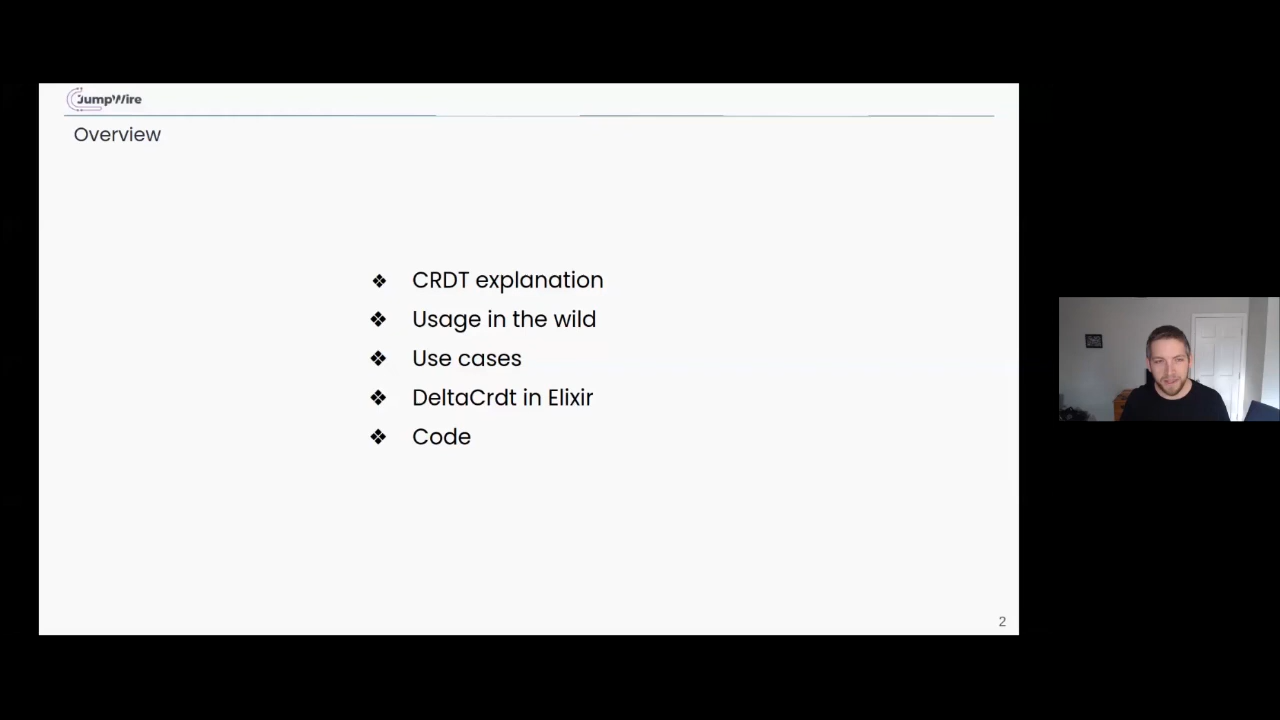 JumpWire
Overview
❖ CRDT explanation
❖ Usage in the wild
❖ Use cases
❖ DeltaCrdt in Elixir
❖ Code
2